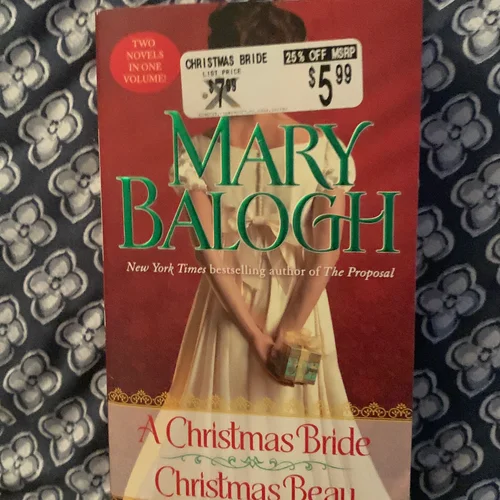 TWO
NOVELS
IN ONE
VOLUME!
CHRISTMAS BRIDE
25% OFF MSRP
LIST PRICE
$7.99
$5.99
MARY
BALOGH
New York Times bestselling author of The Proposal
A Christmas Bride
Christmas Beau